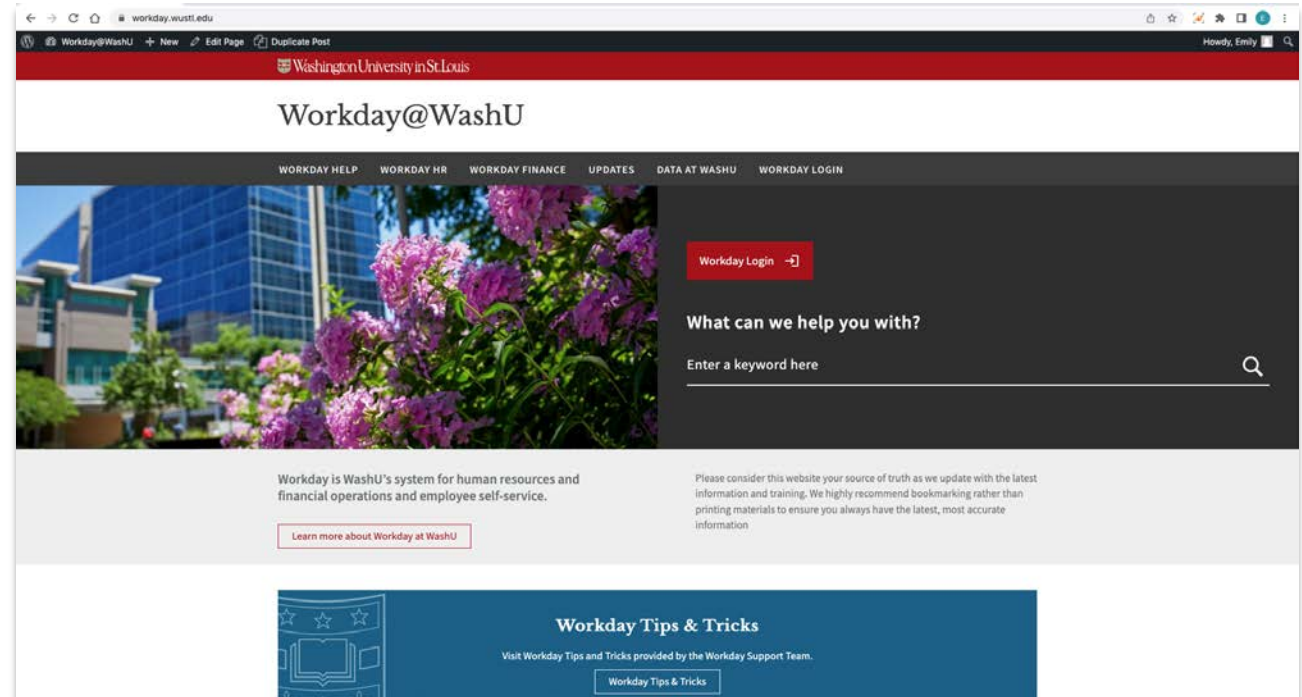 workday.wustl.edu
E
Workday@WashU + New Edit Page Duplicate Post Howdy, Emily
Washington University in St. Louis
Workday@WashU
WORKDAY HELP WORKDAY HR WORKDAY FINANCE UPDATES DATA AT WASHU WORKDAY LOGIN
Workday Login
What can we help you with?
Enter a keyword here
Workday is WashU's system for human resources and
financial operations and employee self-service.
Learn more about Workday at WashU
Please consider this website your source of truth as we update with the latest
information and training. We highly recommend bookmarking rather than
printing materials to ensure you always have the latest, most accurate
information
Workday Tips & Tricks
Visit Workday Tips and Tricks provided by the Workday Support Team.
Workday Tips & Tricks